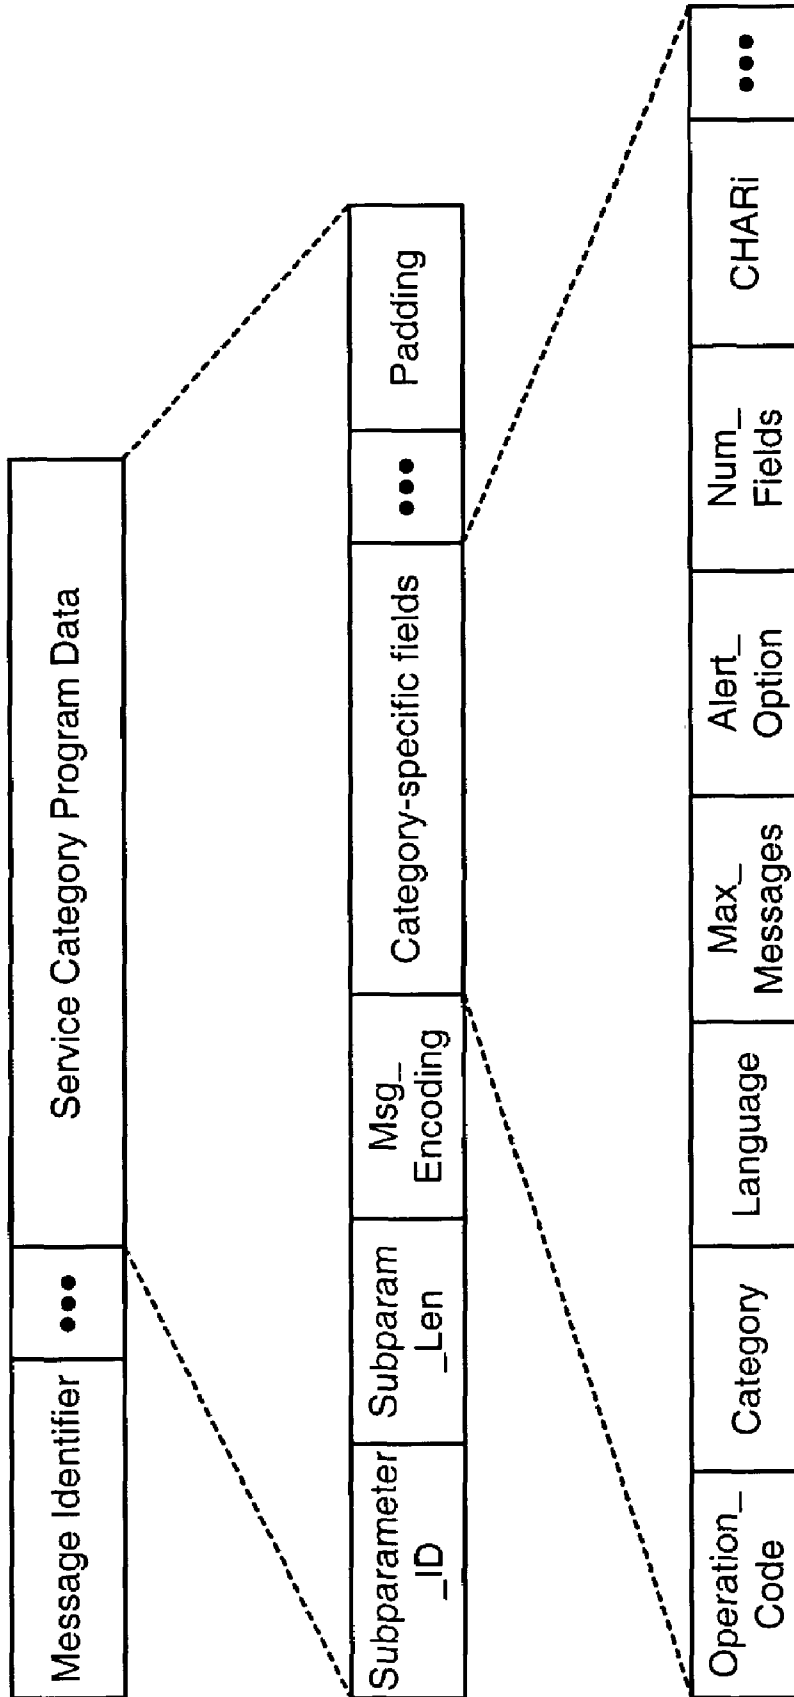 Message Identifier
•••
Service Category Program Data
Subparameter
_ID
Subparam
_Len
Msg_
Encoding
Category-specific fields
•••
Padding
Operation_
Code
Category
Language
Max_
Messages
Alert_
Option
Num_
Fields
CHARi
•••